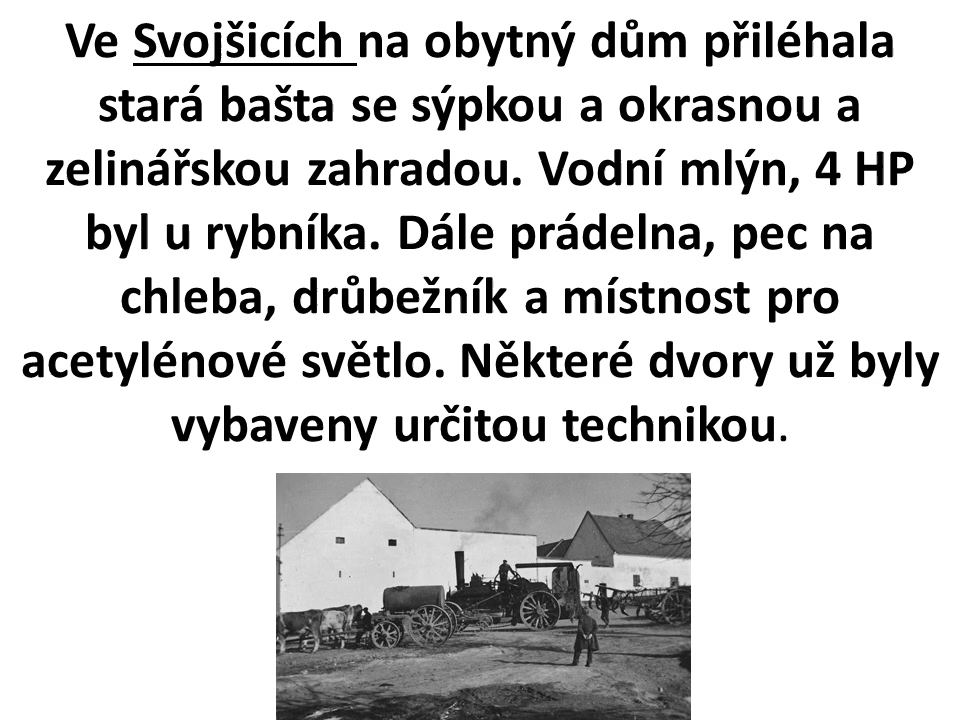 Ve Svojšicích na obytný dům přiléhala
stará bašta se sýpkou a okrasnou a
zelinářskou zahradou. Vodní mlýn, 4 HP
byl u rybníka. Dále prádelna, pec na
chleba, drůbežník a místnost pro
acetylénové světlo. Některé dvory už byly
vybaveny určitou technikou.